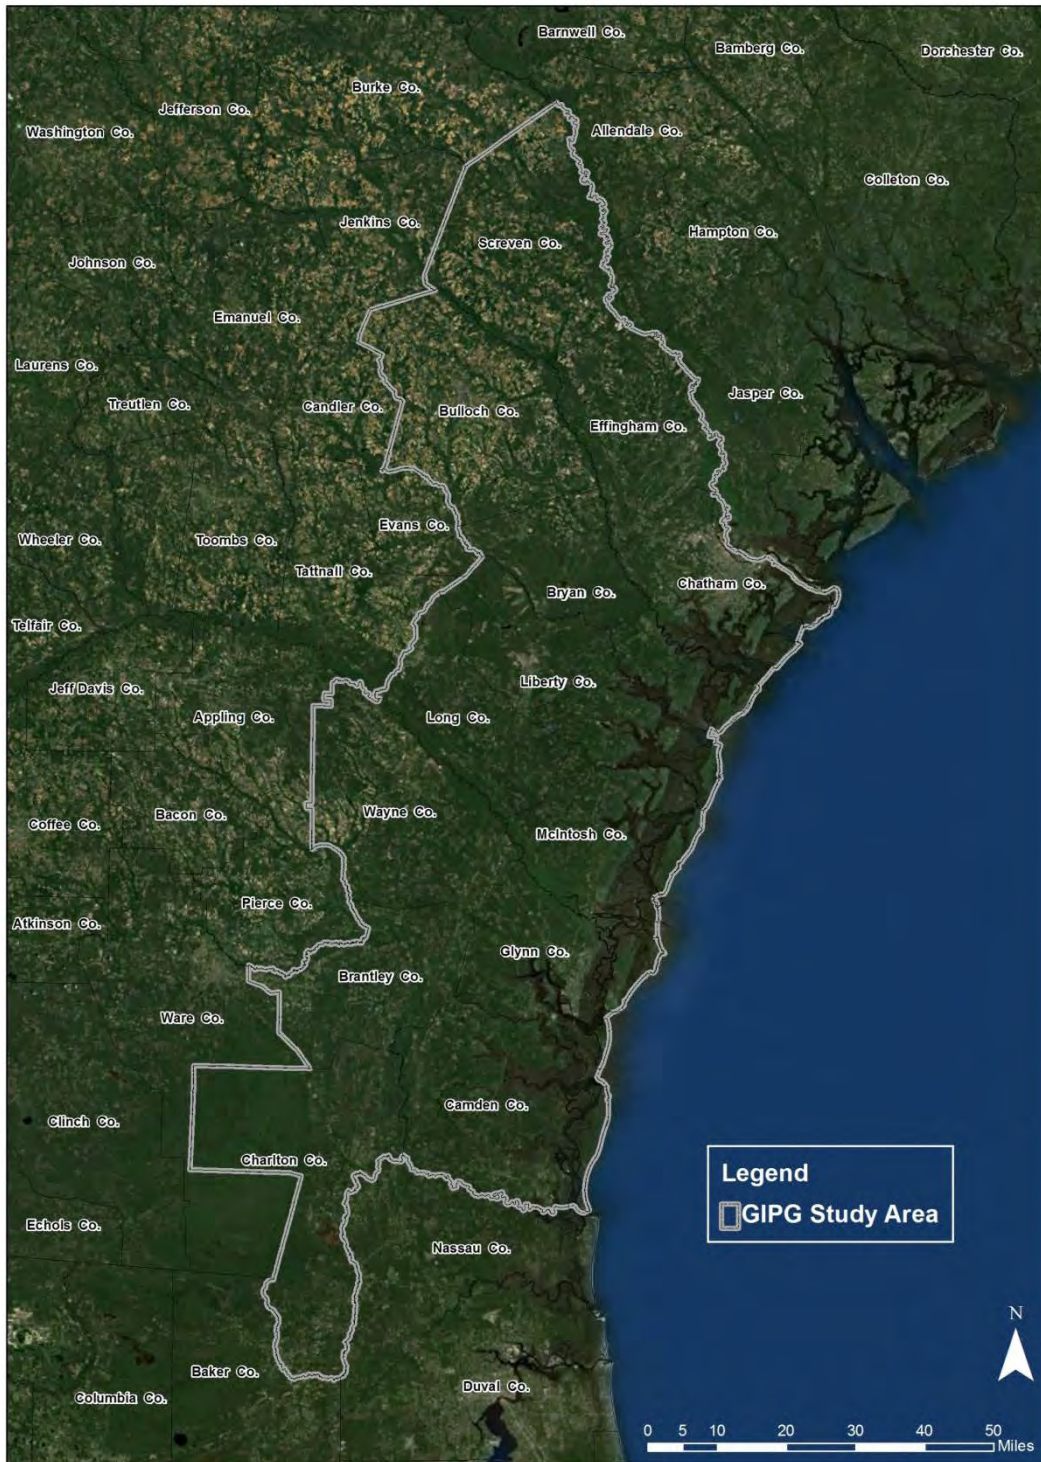 Barnwell Co.
Bamberg Co.
Dorchester Co.
Burke Co.
Jefferson Co.
Washington Co.
Allendale Co.
Colleton Co.
Jenkins Co.
Hampton Co.
Screven Co.
Johnson Co.
Emanuel Co.
Laurens Co.
Jasper Co.
Treutlen Co.
Candler Co.
Bulloch Co.
Effingham Co.
Evans Co.
Wheeler Co.
Toombs Co.
Tattnall Co.
Chatham Co.
Bryan Co.
Telfair Co.
Liberty Co.
Jeff Davis Co.
Appling Co.
Long Co.
Wayne Co.
Bacon Co.
Coffee Co.
McIntosh Co.
Pierce Co.
Atkinson Co.
Glynn Co.
Brantley Co.
Ware Co.
Camden Co.
Clinch Co.
Charlton Co.
Legend
GIPG Study Area
Echols Co.
Nassau Co.
N
Baker Co.
Duval Co.
Columbia Co.
0 5 10 20 30 40 50
Miles